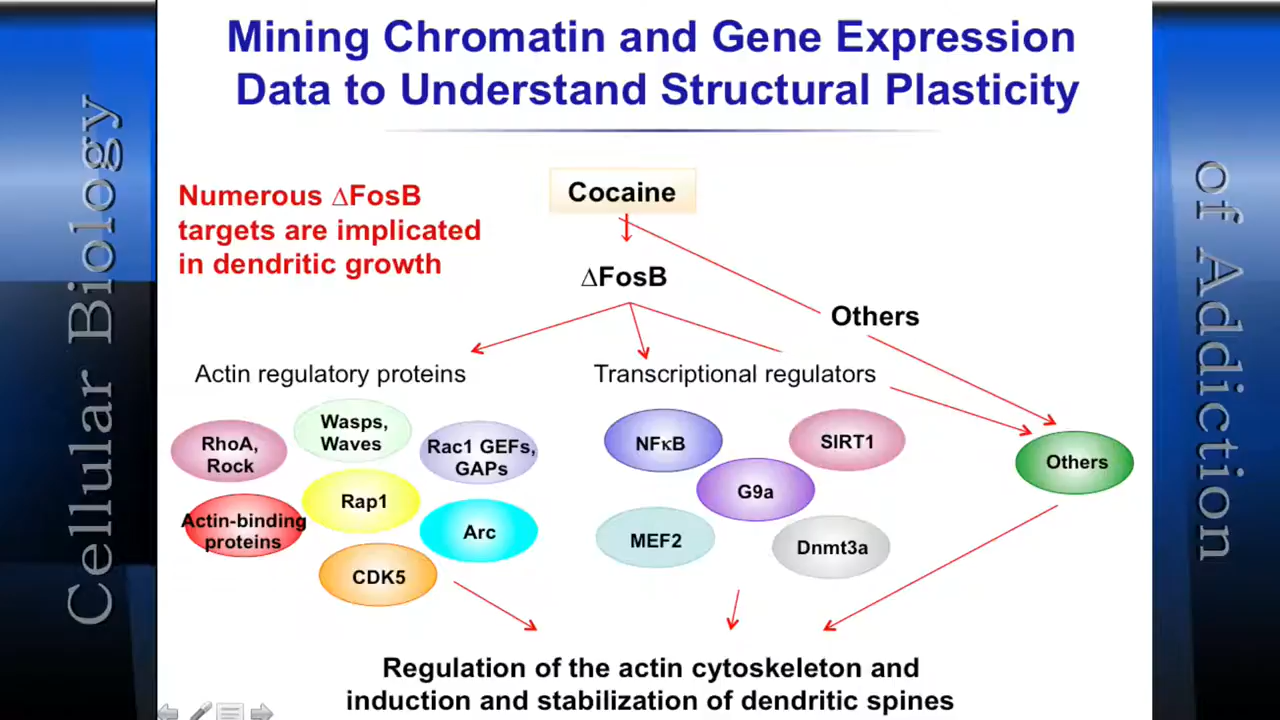 Mining Chromatin and Gene Expression
Data to Understand Structural Plasticity
Cellular Biology
of Addiction
Numerous ∆FosB
targets are implicated
in dendritic growth
Cocaine
∆FosB
Others
Actin regulatory proteins
Transcriptional regulators
RhoA,
Rock
Wasps,
Waves
Rac1 GEFs,
GAPs
Rap1
Actin-binding
proteins
Arc
CDK5
NFκB
SIRT1
G9a
MEF2
Dnmt3a
Others
Regulation of the actin cytoskeleton and
induction and stabilization of dendritic spines